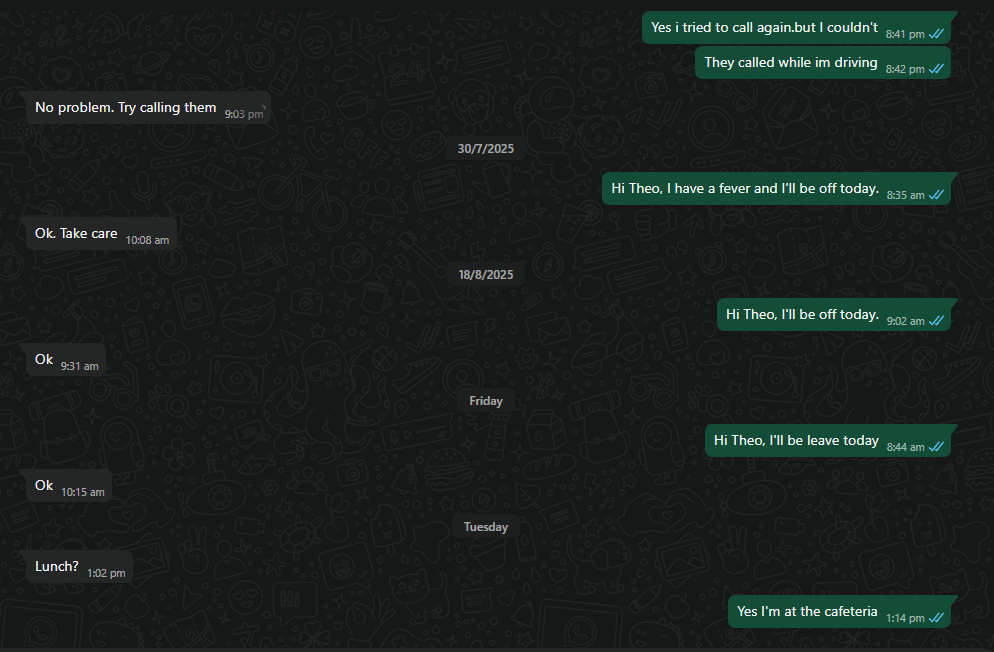 Yes i tried to call again.but I couldn't 8:41 pm
They called while im driving 8:42 pm
No problem. Try calling them 9:03 pm
30/7/2025
Hi Theo, I have a fever and I'll be off today. 8:35 am
Ok. Take care 10:08 am
18/8/2025
Hi Theo, I'll be off today. 9:02 am
Ok 9:31 am
Friday
Hi Theo, I'll be leave today 8:44 am
Ok 10:15 am
Tuesday
Lunch? 1:02 pm
Yes I'm at the cafeteria 1:14 pm